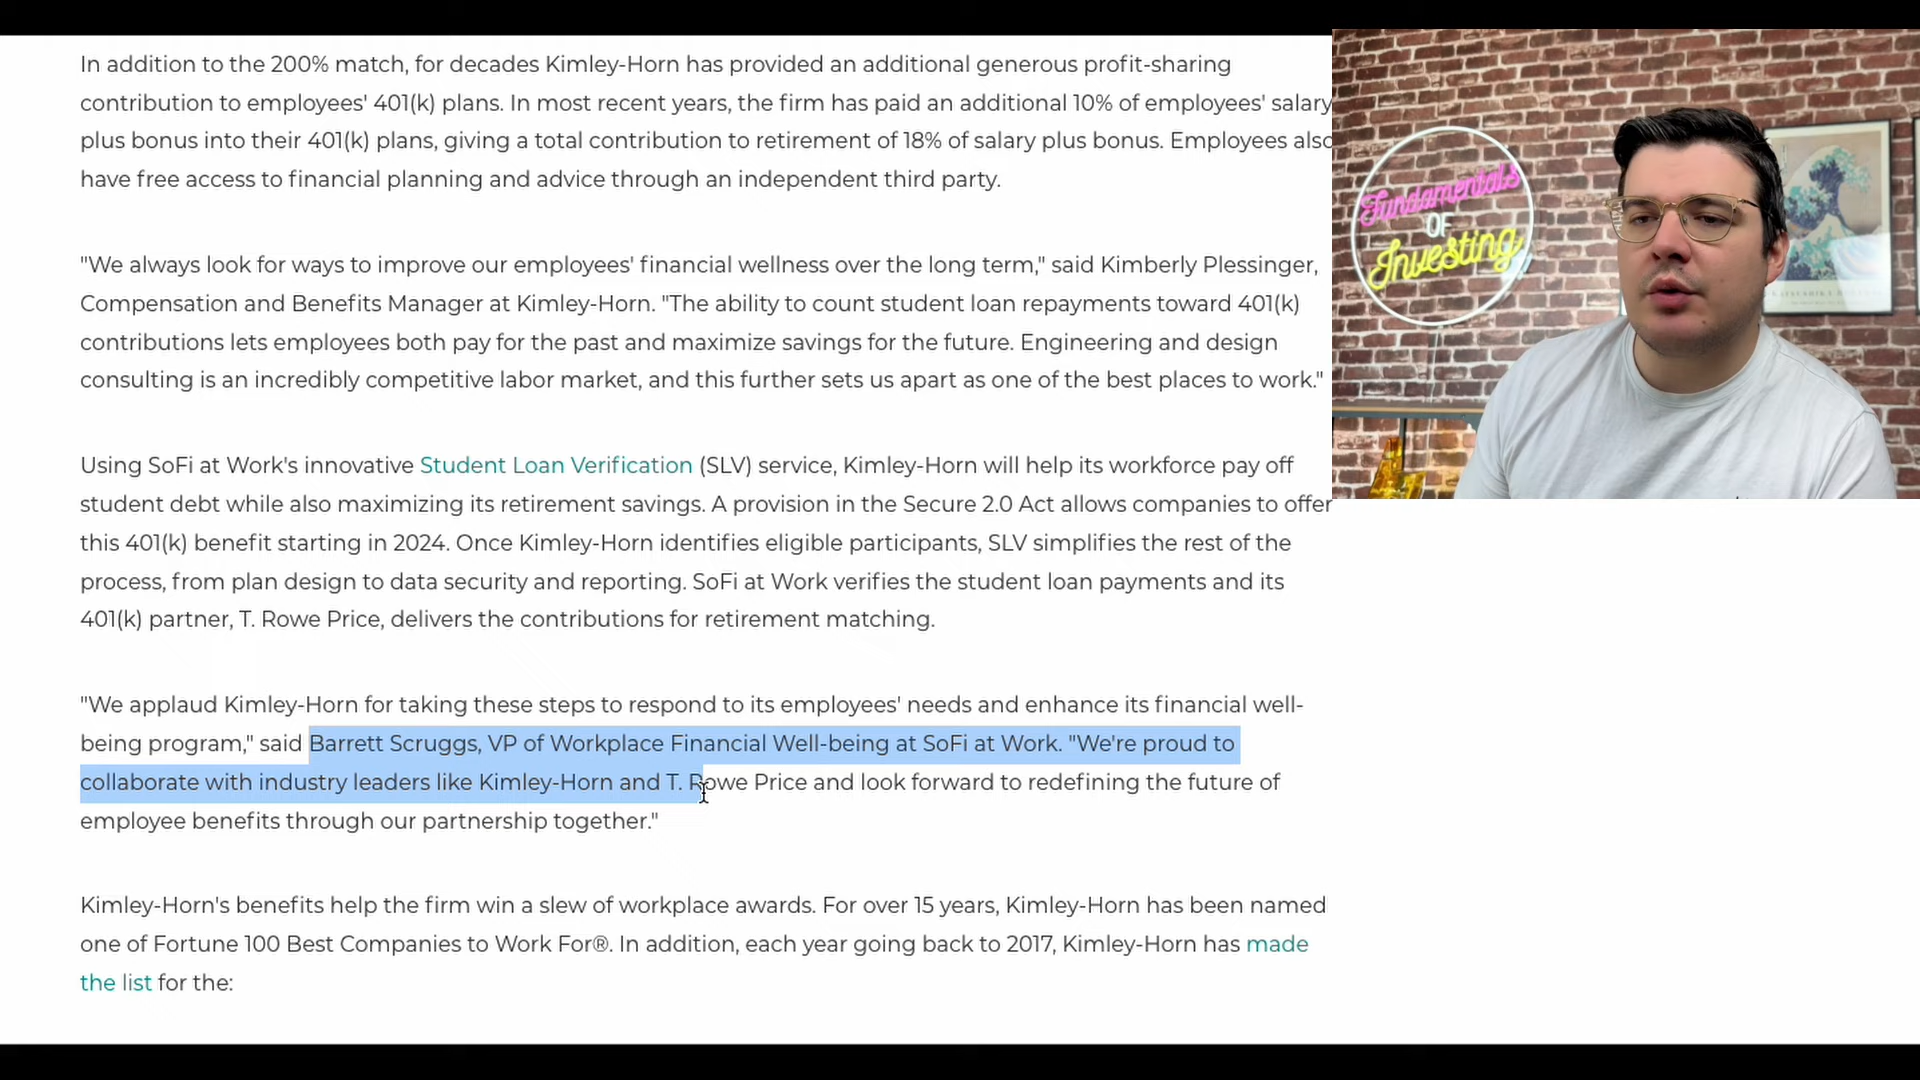 In addition to the 200% match, for decades Kimley-Horn has provided an additional generous profit-sharing
contribution to employees' 401(k) plans. In most recent years, the firm has paid an additional 10% of employees' salary
plus bonus into their 401(k) plans, giving a total contribution to retirement of 18% of salary plus bonus. Employees also
have free access to financial planning and advice through an independent third party.
"We always look for ways to improve our employees' financial wellness over the long term," said Kimberly Plessinger,
Compensation and Benefits Manager at Kimley-Horn. "The ability to count student loan repayments toward 401(k)
contributions lets employees both pay for the past and maximize savings for the future. Engineering and design
consulting is an incredibly competitive labor market, and this further sets us apart as one of the best places to work."
Using SoFi at Work's innovative Student Loan Verification (SLV) service, Kimley-Horn will help its workforce pay off
student debt while also maximizing its retirement savings. A provision in the Secure 2.0 Act allows companies to offer
this 401(k) benefit starting in 2024. Once Kimley-Horn identifies eligible participants, SLV simplifies the rest of the
process, from plan design to data security and reporting. SoFi at Work verifies the student loan payments and its
401(k) partner, T. Rowe Price, delivers the contributions for retirement matching.
"We applaud Kimley-Horn for taking these steps to respond to its employees' needs and enhance its financial well-
being program," said Barrett Scruggs, VP of Workplace Financial Well-being at SoFi at Work. "We're proud to
collaborate with industry leaders like Kimley-Horn and T. Rowe Price and look forward to redefining the future of
employee benefits through our partnership together."
Kimley-Horn's benefits help the firm win a slew of workplace awards. For over 15 years, Kimley-Horn has been named
one of Fortune 100 Best Companies to Work For®. In addition, each year going back to 2017, Kimley-Horn has made
the list for the:
Fundamentals
OF
Investing